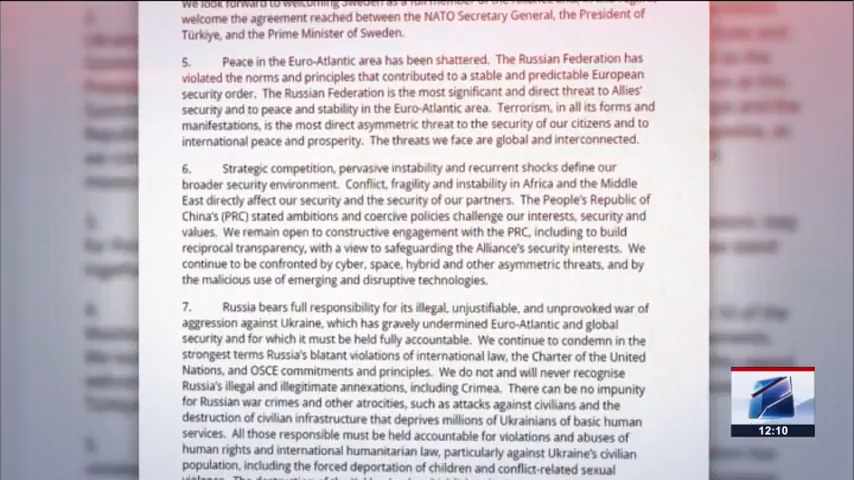 We look forward to welcoming Sweden as a full member of the
welcome the agreement reached between the NATO Secretary General, the President of
Türkiye, and the Prime Minister of Sweden.
5. Peace in the Euro-Atlantic area has been shattered. The Russian Federation has
violated the norms and principles that contributed to a stable and predictable European
security order. The Russian Federation is the most significant and direct threat to Allies'
security and to peace and stability in the Euro-Atlantic area. Terrorism, in all its forms and
manifestations, is the most direct asymmetric threat to the security of our citizens and to
international peace and prosperity. The threats we face are global and interconnected.
6. Strategic competition, pervasive instability and recurrent shocks define our
broader security environment. Conflict, fragility and instability in Africa and the Middle
East directly affect our security and the security of our partners. The People's Republic of
China's (PRC) stated ambitions and coercive policies challenge our interests, security and
values. We remain open to constructive engagement with the PRC, including to build
reciprocal transparency, with a view to safeguarding the Alliance's security interests. We
continue to be confronted by cyber, space, hybrid and other asymmetric threats, and by
the malicious use of emerging and disruptive technologies.
7. Russia bears full responsibility for its illegal, unjustifiable, and unprovoked war of
aggression against Ukraine, which has gravely undermined Euro-Atlantic and global
security and for which it must be held fully accountable. We continue to condemn in the
strongest terms Russia's blatant violations of international law, the Charter of the United
Nations, and OSCE commitments and principles. We do not and will never recognise
Russia's illegal and illegitimate annexations, including Crimea. There can be no impunity
for Russian war crimes and other atrocities, such as attacks against civilians and the
destruction of civilian infrastructure that deprives millions of Ukrainians of basic human
services. All those responsible must be held accountable for violations and abuses of
human rights and international humanitarian law, particularly against Ukraine's civilian
population, including the forced deportation of children and conflict-related sexual
12:10